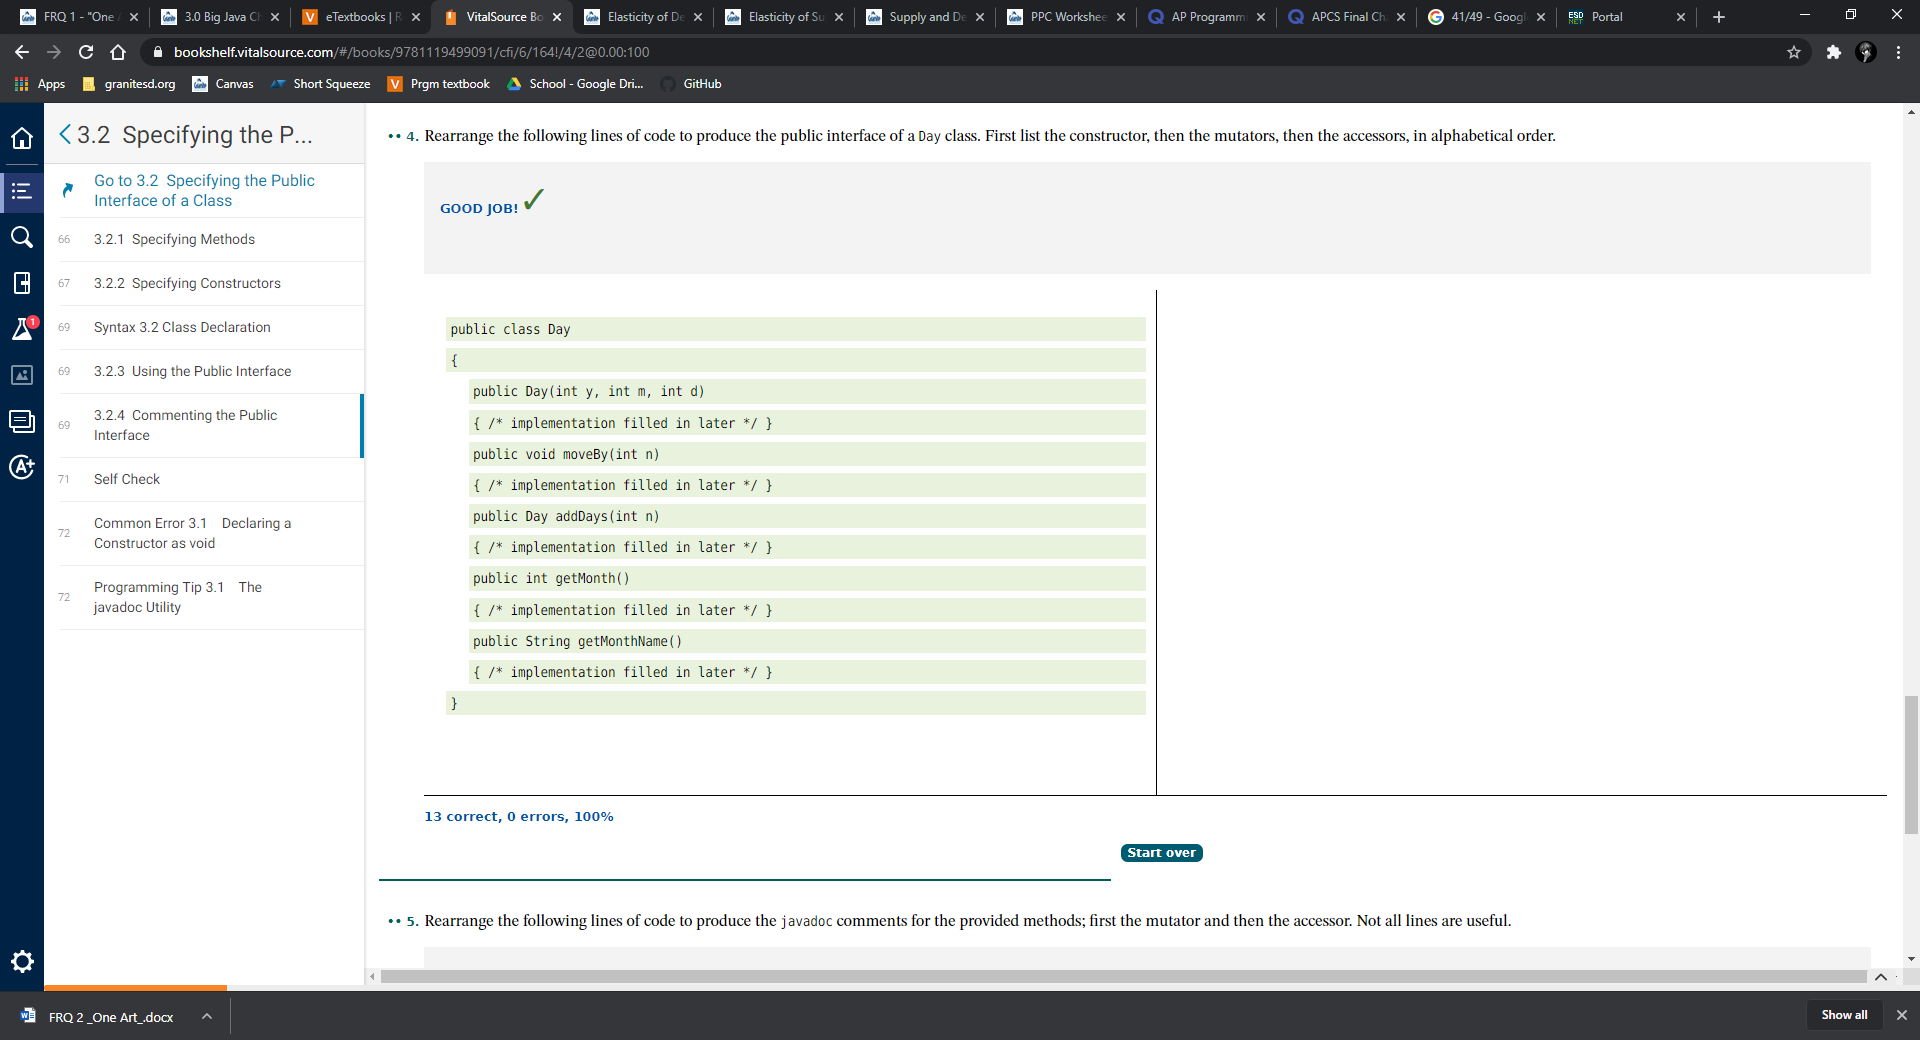 FRQ 1 - "One
3.0 Big Java Ch
eTextbooks | R
VitalSource Bo
Elasticity of De
Elasticity of Su
Supply and De
PPC Workshee
AP Programm
APCS Final Ch
41/49 - Googl
ESD
NET
Portal
bookshelf.vitalsource.com/#/books/9781119499091/cfi/6/164!/4/2@0.00:100
Apps
granitesd.org
Canvas
Short Squeeze
V Prgm textbook
School - Google Dri...
GitHub
3.2 Specifying the P...
Go to 3.2 Specifying the Public
Interface of a Class
66 3.2.1 Specifying Methods
67 3.2.2 Specifying Constructors
69 Syntax 3.2 Class Declaration
69 3.2.3 Using the Public Interface
69 3.2.4 Commenting the Public
Interface
71 Self Check
72 Common Error 3.1 Declaring a
Constructor as void
72 Programming Tip 3.1 The
javadoc Utility
1
A+
•• 4. Rearrange the following lines of code to produce the public interface of a Day class. First list the constructor, then the mutators, then the accessors, in alphabetical order.
GOOD JOB!
public class Day
{
public Day(int y, int m, int d)
{ /* implementation filled in later */ }
public void moveBy(int n)
{ /* implementation filled in later */ }
public Day addDays(int n)
{ /* implementation filled in later */ }
public int getMonth()
{ /* implementation filled in later */ }
public String getMonthName()
{ /* implementation filled in later */ }
}
13 correct, 0 errors, 100%
Start over
•• 5. Rearrange the following lines of code to produce the javadoc comments for the provided methods; first the mutator and then the accessor. Not all lines are useful.
FRQ 2 _One Art_.docx
Show all